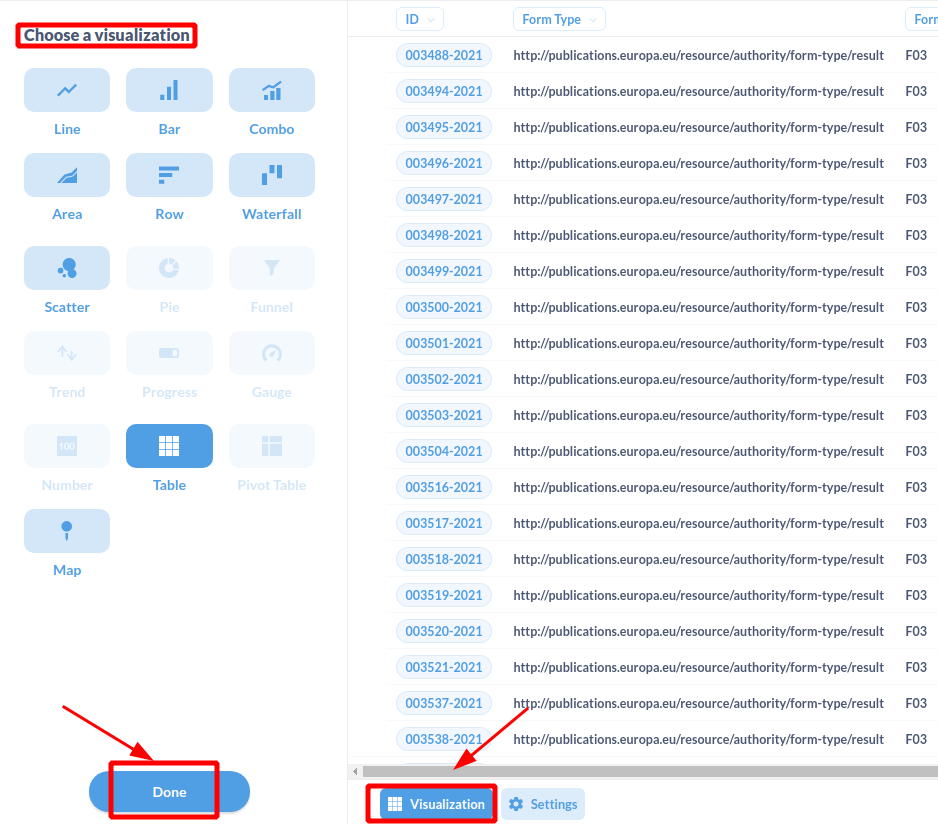 Choose a visualization
Line
Bar
Combo
Area
Row
Waterfall
Scatter
Pie
Funnel
Trend
Progress
Gauge
100
Number
Table
Pivot Table
Map
Done
ID
Form Type
Form
003488-2021 http://publications.europa.eu/resource/authority/form-type/result F03
003494-2021 http://publications.europa.eu/resource/authority/form-type/result F03
003495-2021 http://publications.europa.eu/resource/authority/form-type/result F03
003496-2021 http://publications.europa.eu/resource/authority/form-type/result F03
003497-2021 http://publications.europa.eu/resource/authority/form-type/result F03
003498-2021 http://publications.europa.eu/resource/authority/form-type/result F03
003499-2021 http://publications.europa.eu/resource/authority/form-type/result F03
003500-2021 http://publications.europa.eu/resource/authority/form-type/result F03
003501-2021 http://publications.europa.eu/resource/authority/form-type/result F03
003502-2021 http://publications.europa.eu/resource/authority/form-type/result F03
003503-2021 http://publications.europa.eu/resource/authority/form-type/result F03
003504-2021 http://publications.europa.eu/resource/authority/form-type/result F03
003516-2021 http://publications.europa.eu/resource/authority/form-type/result F03
003517-2021 http://publications.europa.eu/resource/authority/form-type/result F03
003518-2021 http://publications.europa.eu/resource/authority/form-type/result F03
003519-2021 http://publications.europa.eu/resource/authority/form-type/result F03
003520-2021 http://publications.europa.eu/resource/authority/form-type/result F03
003521-2021 http://publications.europa.eu/resource/authority/form-type/result F03
003537-2021 http://publications.europa.eu/resource/authority/form-type/result F03
003538-2021 http://publications.europa.eu/resource/authority/form-type/result F03
Visualization
Settings